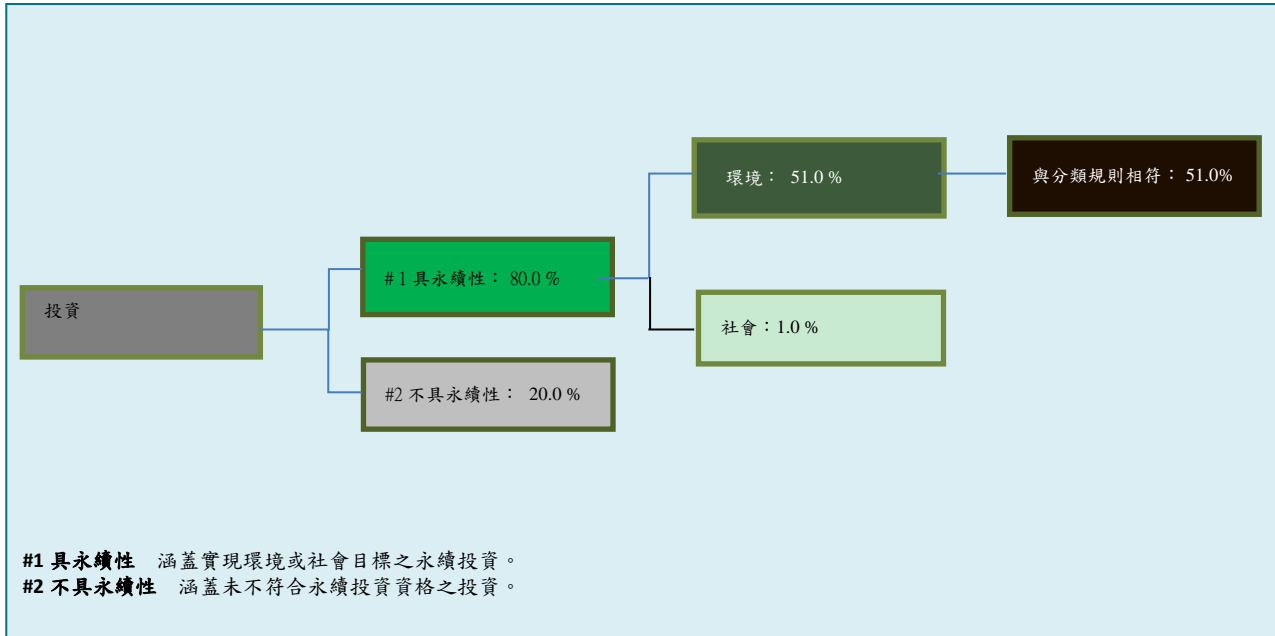 環境： 51.0 %
與分類規則相符：51.0%
#1 具永續性： 80.0 %
投資
社會：1.0 %
#2 不具永續性： 20.0 %
#1 具永續性 涵蓋實現環境或社會目標之永續投資。
#2 不具永續性 涵蓋未不符合永續投資資格之投資。